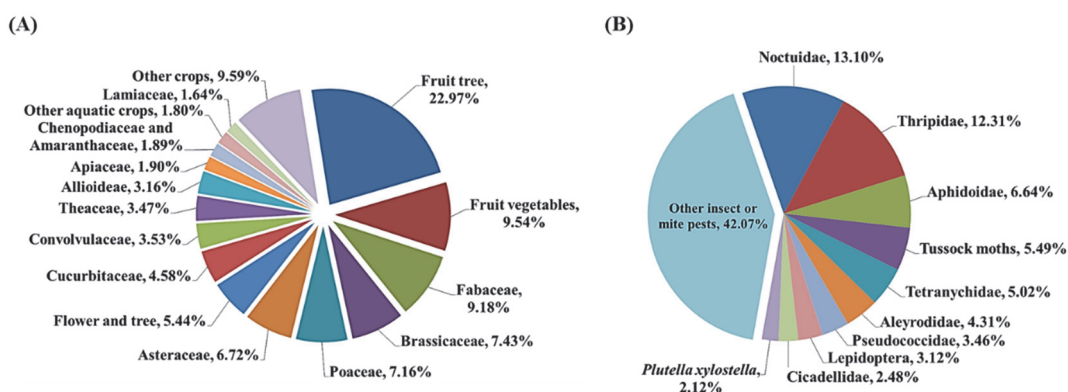 (A)
Other crops, 9.59%
Lamiaceae, 1.64%
Other aquatic crops, 1.80%
Chenopodiaceae and
Amaranthaceae, 1.89%
Apiaceae, 1.90%
Allioideae, 3.16%
Theaceae, 3.47%
Convolvulaceae, 3.53%
Cucurbitaceae, 4.58%
Flower and tree, 5.44%
Asteraceae, 6.72%
Poaceae, 7.16%
Brassicaceae, 7.43%
Fabaceae,
9.18%
Fruit vegetables,
9.54%
Fruit tree,
22.97%
(B)
Noctuidae, 13.10%
Thripidae, 12.31%
Aphidoidae, 6.64%
Tussock moths, 5.49%
Tetranychidae, 5.02%
Aleyrodidae, 4.31%
Pseudococcidae, 3.46%
Lepidoptera, 3.12%
Cicadellidae, 2.48%
Plutella xylostella,
2.12%
Other insect or
mite pests, 42.07%